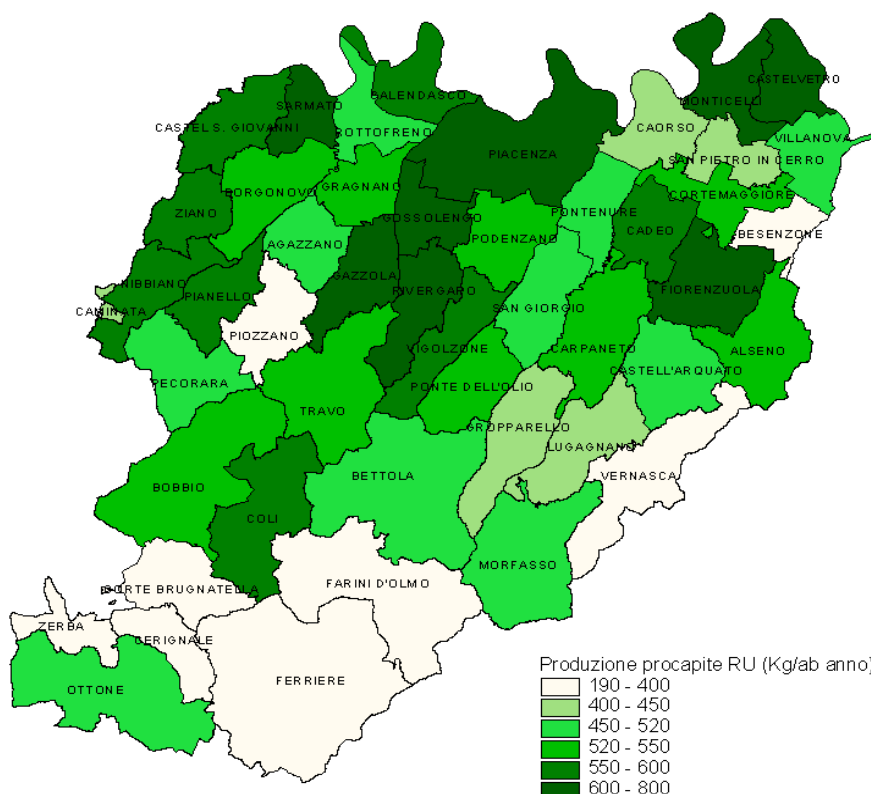 CASTELVETRO
SARMATO
CALENDASCO
MONTICELLI
CASTEL S. GIOVANNI
ROTTOFRENO
CAORSO
VILLANOVA
PIACENZA
SAN PIETRO IN CERRO
BORGONOVO
GRAGNANO
CORTEMAGGIORE
ZIANO
GOSSOLENGO
PONTENURE
CADEO
BESENZONE
AGAZZANO
PODENZANO
GAZZOLA
NIBBIANO
PIANELLO
RIVERGARO
FIORENZUOLA
CAMINATA
SAN GIORGIO
PIOZZANO
VIGOLZONE
CARPANETO
ALSENO
PECORARA
PONTE DELL'OLIO
CASTELL'ARQUATO
TRAVO
GROPPARELLO
LUGAGNANO
BETTOLA
VERNASCA
BOBBIO
COLI
MORFASSO
CORTE BRUGNATELLA
FARINI D'OLMO
ZERBA
CERIGNALE
FERRIERE
OTTONE
Produzione procapite RU (Kg/ab anno)
190 - 400
400 - 450
450 - 520
520 - 550
550 - 600
600 - 800